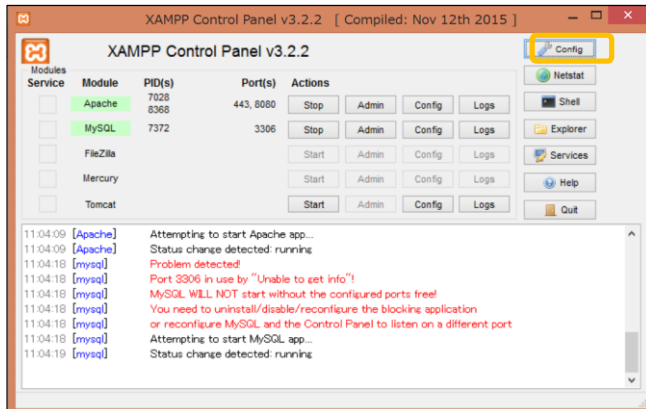 XAMPP Control Panel v3.2.2 [ Compiled: Nov 12th 2015 ]
XAMPP Control Panel v3.2.2
Config
Modules
Service Module PID(s) Port(s) Actions
Netstat
Apache 7028 8368 443, 8080 Stop Admin Config Logs
Shell
MySQL 7372 3306 Stop Admin Config Logs
Explorer
FileZilla Start Admin Config Logs
Services
Mercury Start Admin Config Logs
Help
Tomcat Start Admin Config Logs
Quit
11:04:09 [Apache] Attempting to start Apache app...
11:04:09 [Apache] Status change detected: running
11:04:18 [mysql] Problem detected!
11:04:18 [mysql] Port 3306 in use by "Unable to get info"!
11:04:18 [mysql] MySQL WILL NOT start without the configured ports free!
11:04:18 [mysql] You need to uninstall/disable/reconfigure the blocking application
11:04:18 [mysql] or reconfigure MySQL and the Control Panel to listen on a different port
11:04:18 [mysql] Attempting to start MySQL app...
11:04:19 [mysql] Status change detected: running